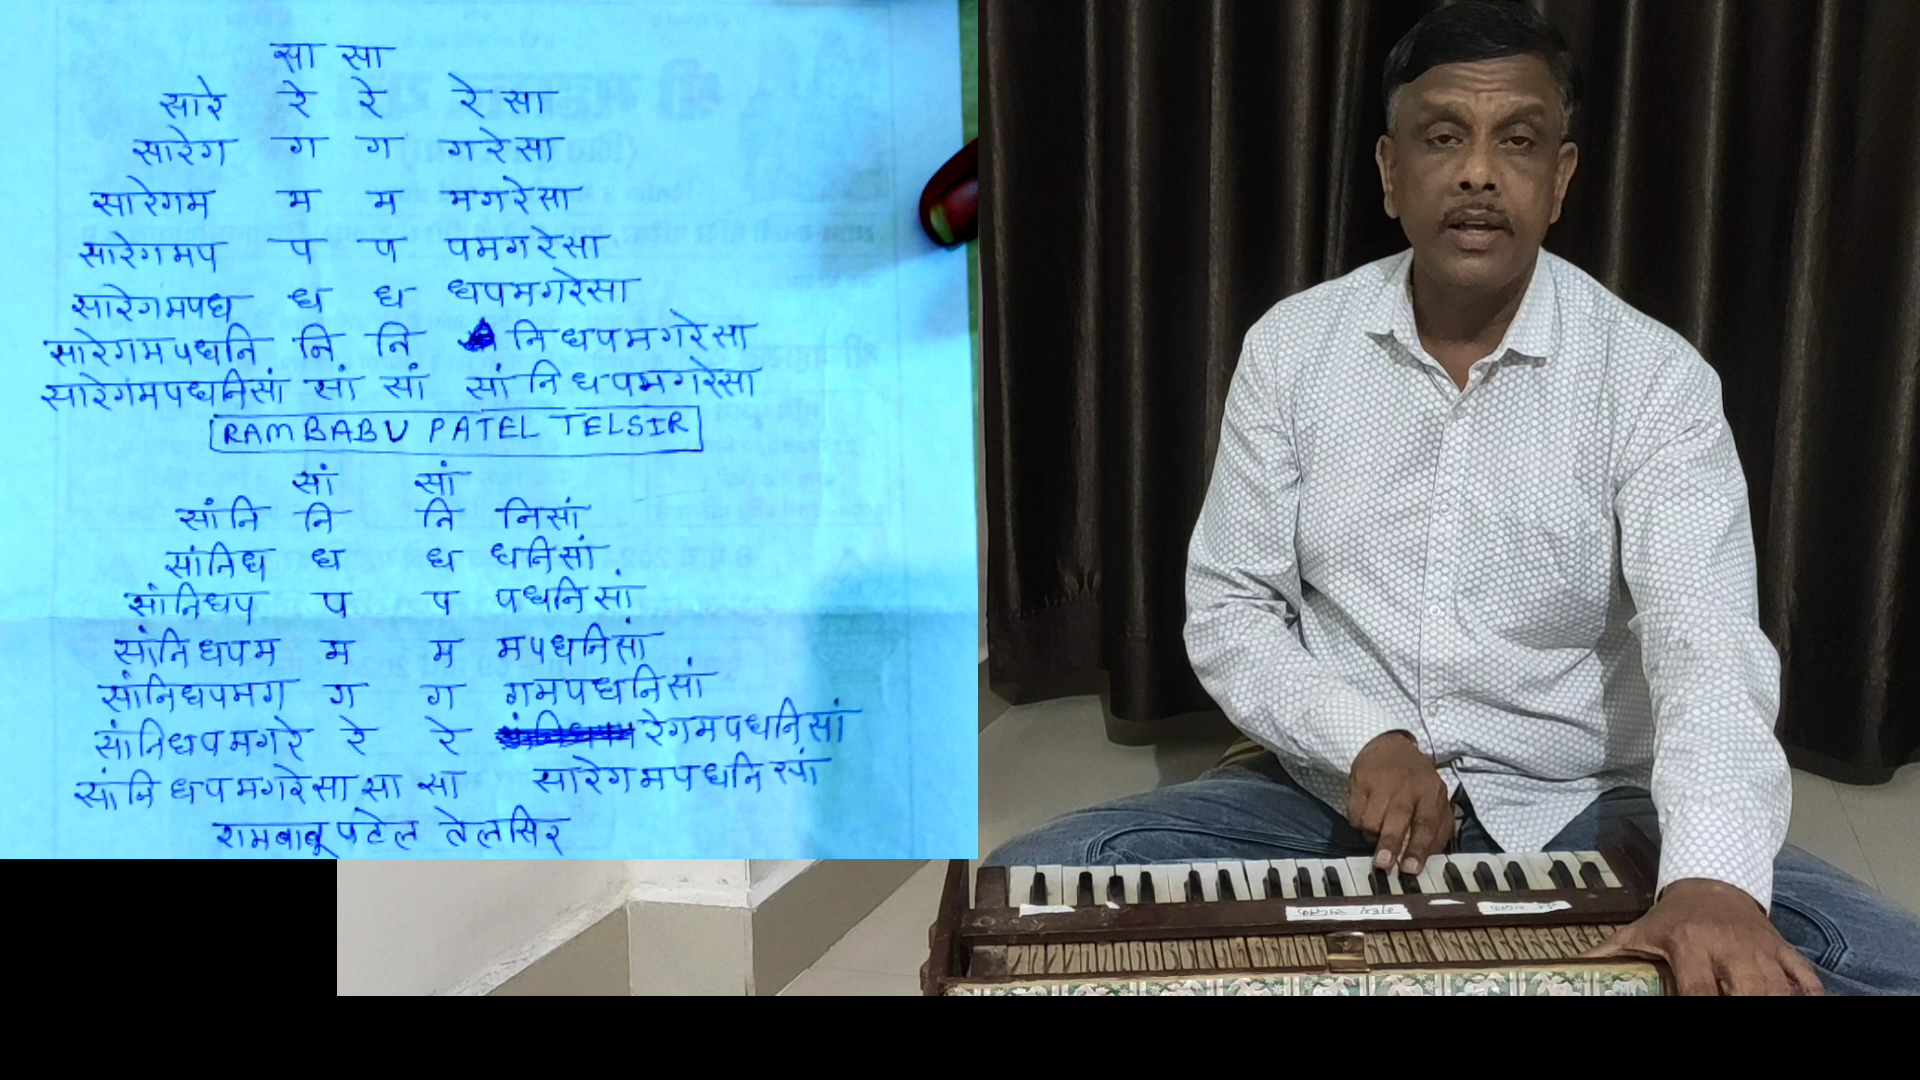 सा सा
सारे रे रे रेसा
सारेग ग ग गरेसा
सारेगम म म मगरेसा
सारेगमप प प पमगरेसा
सारेगमपध ध ध धपमगरेसा
सारेगमपधनि नि नि निधपमगरेसा
सारेगमपधनिसां सां सां सांनिधपमगरेसा
RAMBABU PATEL TELSIR
सां सां
सांनि नि नि निसां
सांनिध ध ध धनिसां
सांनिधप प प पधनिसां
सांनिधपम म म मपधनिसां
सांनिधपमग ग ग गमपधनिसां
सांनिधपमगरे रे रे रेगमपधनिसां
सांनिधपमगरेसा सा सा सारेगमपधनिसां
रामबाबू पटेल तेलसिर